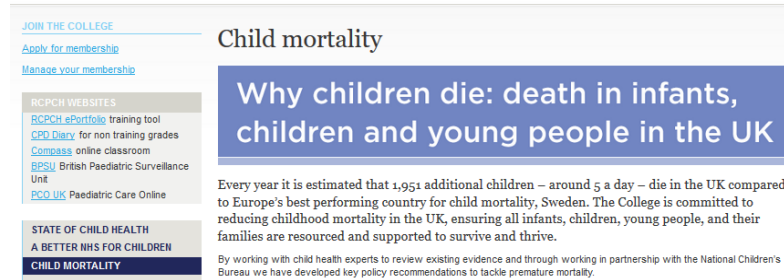 JOIN THE COLLEGE
Apply for membership
Manage your membership
RCPCH WEBSITES
RCPCH ePortfolio training tool
CPD Diary for non training grades
Compass online classroom
BPSU British Paediatric Surveillance
Unit
PCO UK Paediatric Care Online
STATE OF CHILD HEALTH
A BETTER NHS FOR CHILDREN
CHILD MORTALITY
Child mortality
Why children die: death in infants,
children and young people in the UK
Every year it is estimated that 1,951 additional children – around 5 a day – die in the UK compared
to Europe's best performing country for child mortality, Sweden. The College is committed to
reducing childhood mortality in the UK, ensuring all infants, children, young people, and their
families are resourced and supported to survive and thrive.
By working with child health experts to review existing evidence and through working in partnership with the National Children's
Bureau we have developed key policy recommendations to tackle premature mortality.